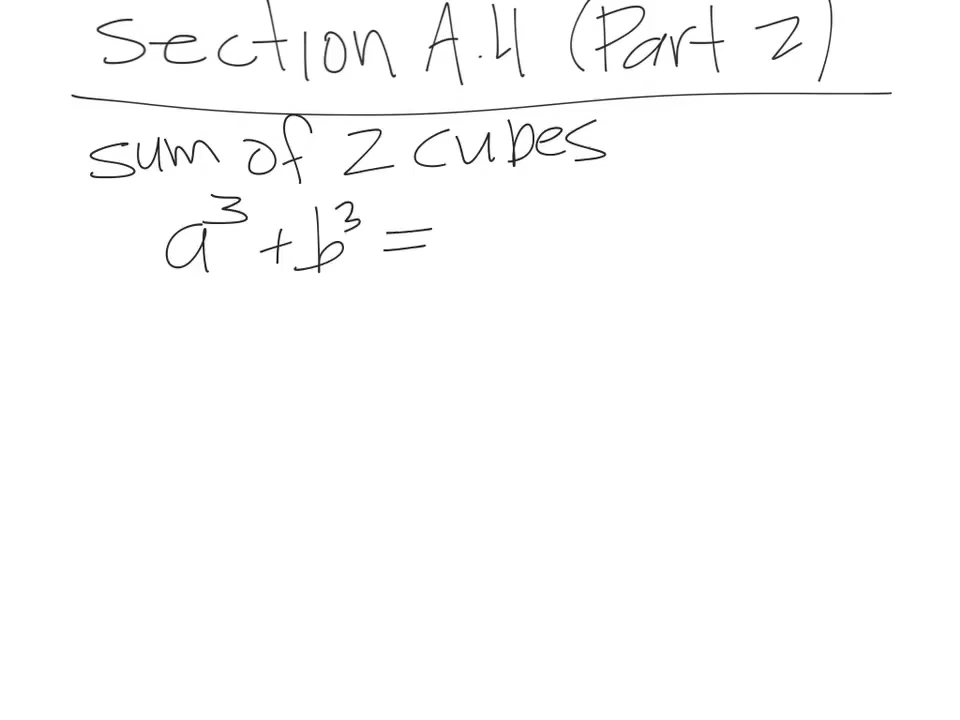 Section A.4 (Part 2)
sum of 2 cubes
a³ + b³ =